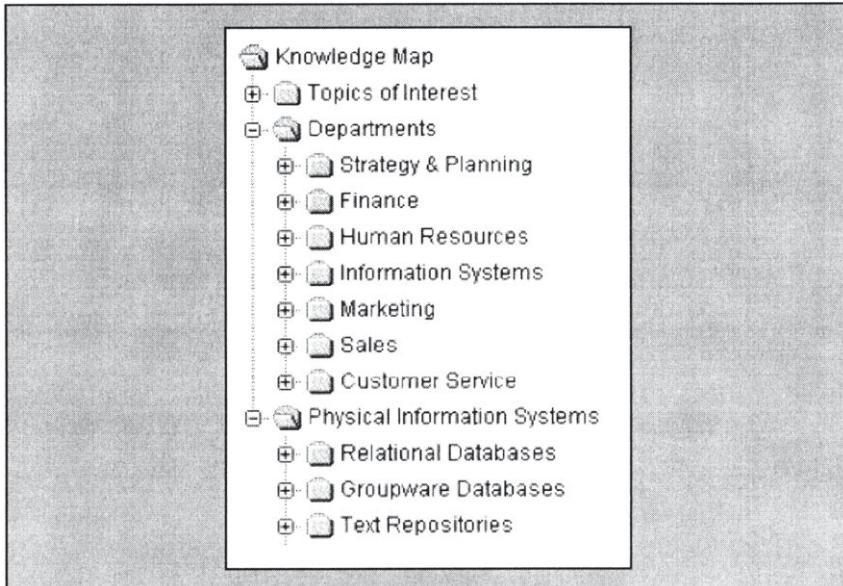 Knowledge Map
Topics of Interest
Departments
Strategy & Planning
Finance
Human Resources
Information Systems
Marketing
Sales
Customer Service
Physical Information Systems
Relational Databases
Groupware Databases
Text Repositories